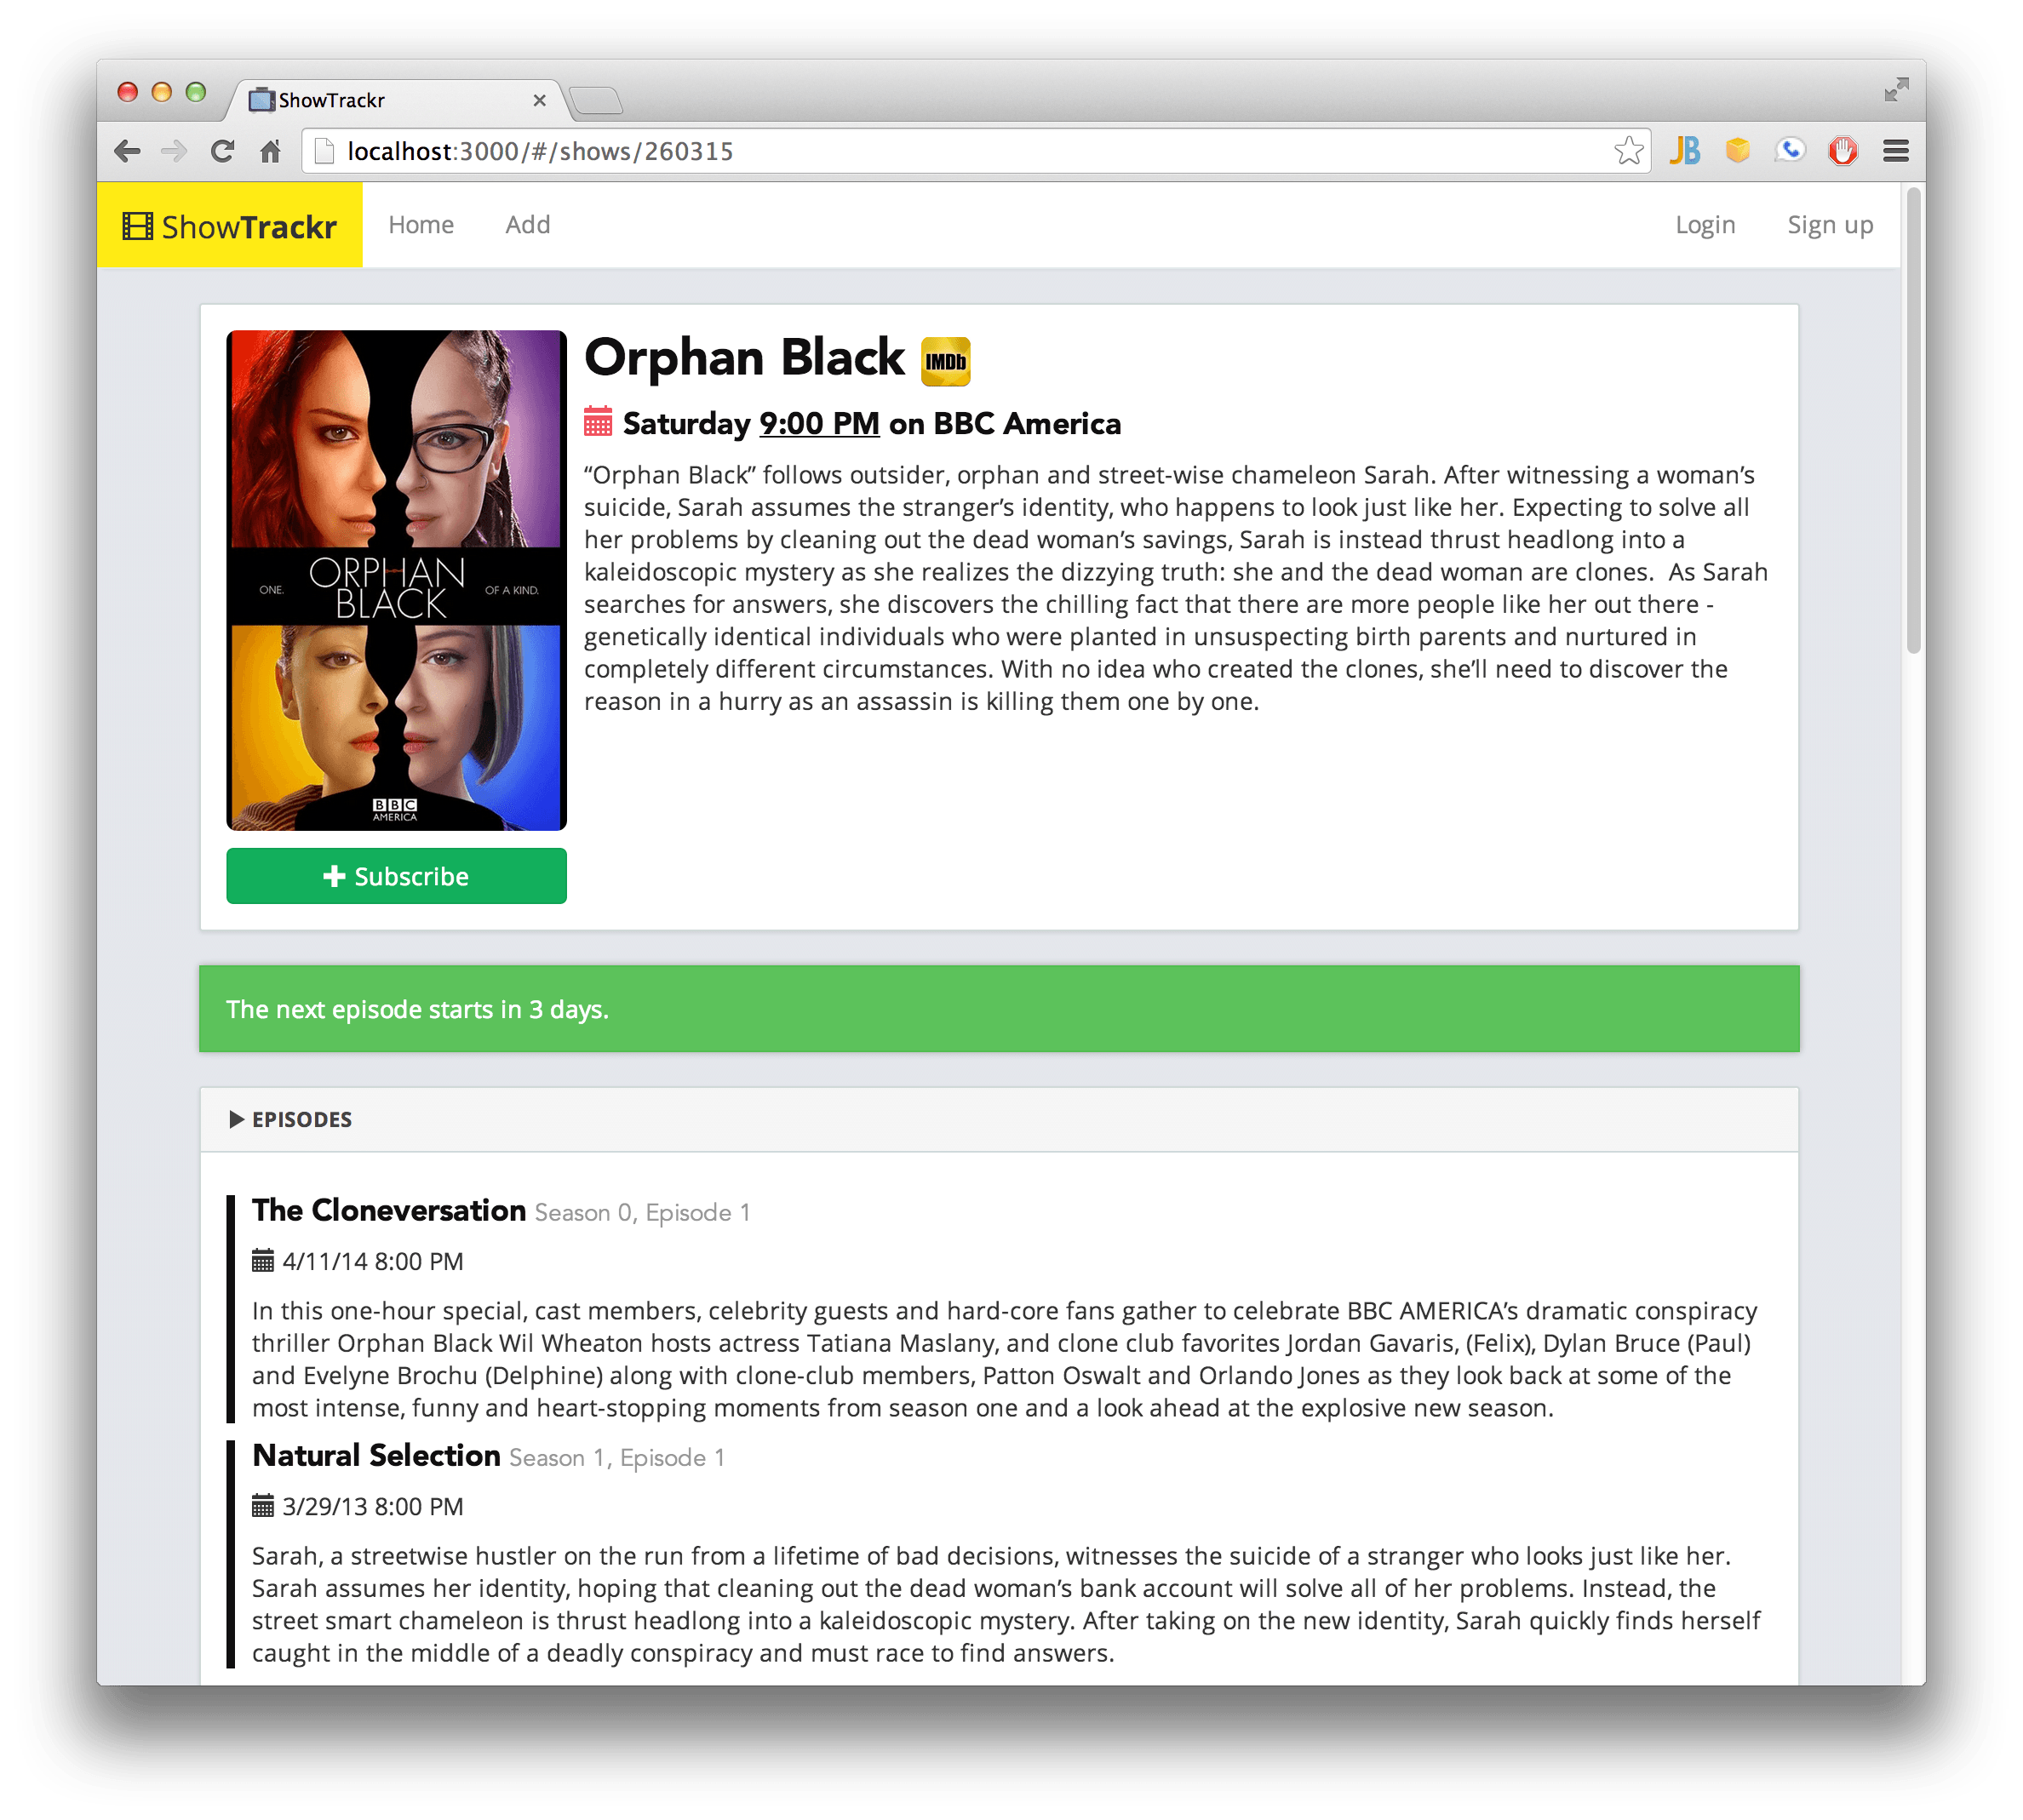 ShowTrackr
localhost:3000/#/shows/260315
JB
ShowTrackr
Home
Add
Login
Sign up
Orphan Black
IMDb
Saturday 9:00 PM on BBC America
“Orphan Black” follows outsider, orphan and street-wise chameleon Sarah. After witnessing a woman’s
suicide, Sarah assumes the stranger’s identity, who happens to look just like her. Expecting to solve all
her problems by cleaning out the dead woman’s savings, Sarah is instead thrust headlong into a
kaleidoscopic mystery as she realizes the dizzying truth: she and the dead woman are clones.  As Sarah
searches for answers, she discovers the chilling fact that there are more people like her out there -
genetically identical individuals who were planted in unsuspecting birth parents and nurtured in
completely different circumstances. With no idea who created the clones, she’ll need to discover the
reason in a hurry as an assassin is killing them one by one.
ONE.
ORPHAN
BLACK
OF A KIND.
BBC
AMERICA
Subscribe
The next episode starts in 3 days.
EPISODES
The Cloneversation Season 0, Episode 1
4/11/14 8:00 PM
In this one-hour special, cast members, celebrity guests and hard-core fans gather to celebrate BBC AMERICA’s dramatic conspiracy
thriller Orphan Black Wil Wheaton hosts actress Tatiana Maslany, and clone club favorites Jordan Gavaris, (Felix), Dylan Bruce (Paul)
and Evelyne Brochu (Delphine) along with clone-club members, Patton Oswalt and Orlando Jones as they look back at some of the
most intense, funny and heart-stopping moments from season one and a look ahead at the explosive new season.
Natural Selection Season 1, Episode 1
3/29/13 8:00 PM
Sarah, a streetwise hustler on the run from a lifetime of bad decisions, witnesses the suicide of a stranger who looks just like her.
Sarah assumes her identity, hoping that cleaning out the dead woman’s bank account will solve all of her problems. Instead, the
street smart chameleon is thrust headlong into a kaleidoscopic mystery. After taking on the new identity, Sarah quickly finds herself
caught in the middle of a deadly conspiracy and must race to find answers.